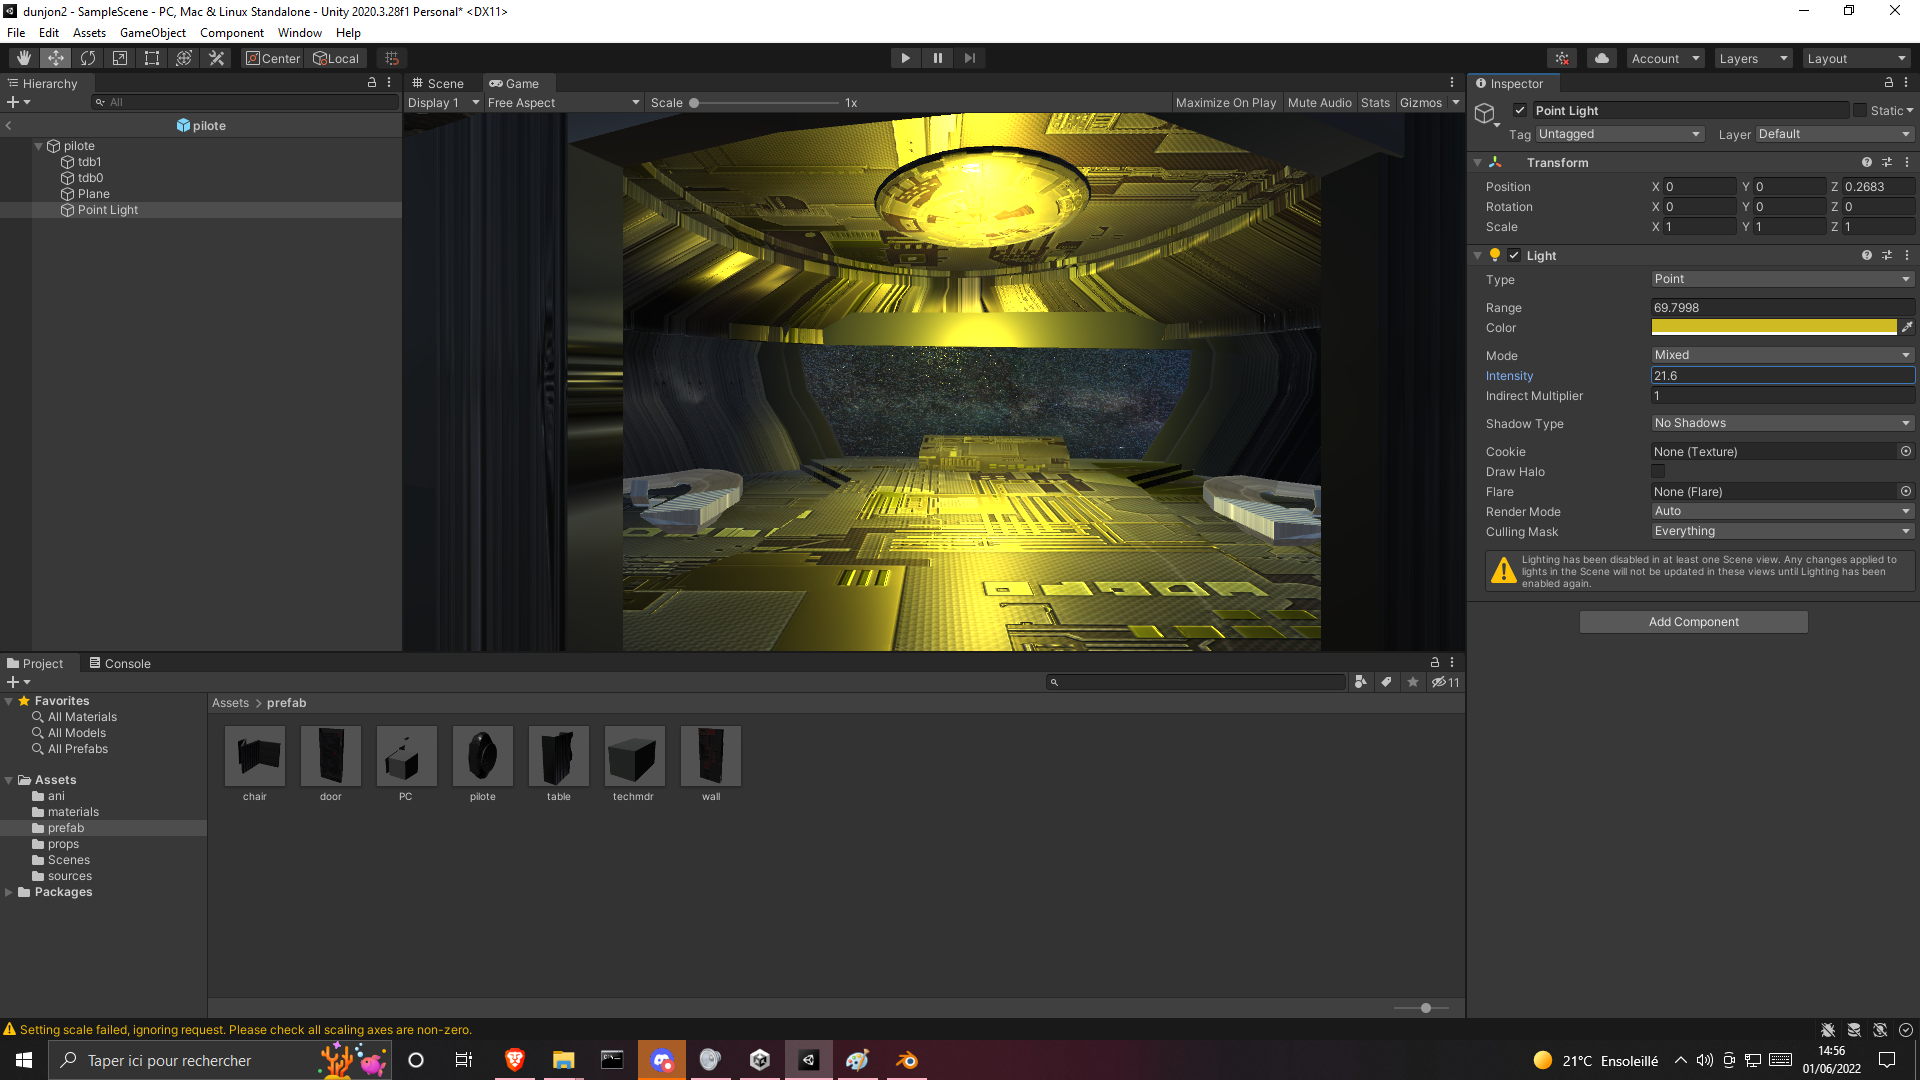 dunjon2 - SampleScene - PC, Mac & Linux Standalone - Unity 2020.3.28f1 Personal* <DX11>
File Edit Assets GameObject Component Window Help
Center Local Account Layers Layout
Hierarchy
All
pilote
pilote
tdb1
tdb0
Plane
Point Light
Scene Game
Display 1 Free Aspect Scale 1x Maximize On Play Mute Audio Stats Gizmos
Inspector
Point Light Static
Tag Untagged Layer Default
Transform
Position X 0 Y 0 Z 0.2683
Rotation X 0 Y 0 Z 0
Scale X 1 Y 1 Z 1
Light
Type Point
Range 69.7998
Color
Mode Mixed
Intensity 21.6
Indirect Multiplier 1
Shadow Type No Shadows
Cookie None (Texture)
Draw Halo
Flare None (Flare)
Render Mode Auto
Culling Mask Everything
Lighting has been disabled in at least one Scene view. Any changes applied to
lights in the Scene will not be updated in these views until Lighting has been
enabled again.
Add Component
Project Console
11
Favorites
All Materials
All Models
All Prefabs
Assets
ani
materials
prefab
props
Scenes
sources
Packages
Assets > prefab
chair door PC pilote table techmdr wall
Setting scale failed, ignoring request. Please check all scaling axes are non-zero.
Taper ici pour rechercher
21°C Ensoleillé
14:56
01/06/2022